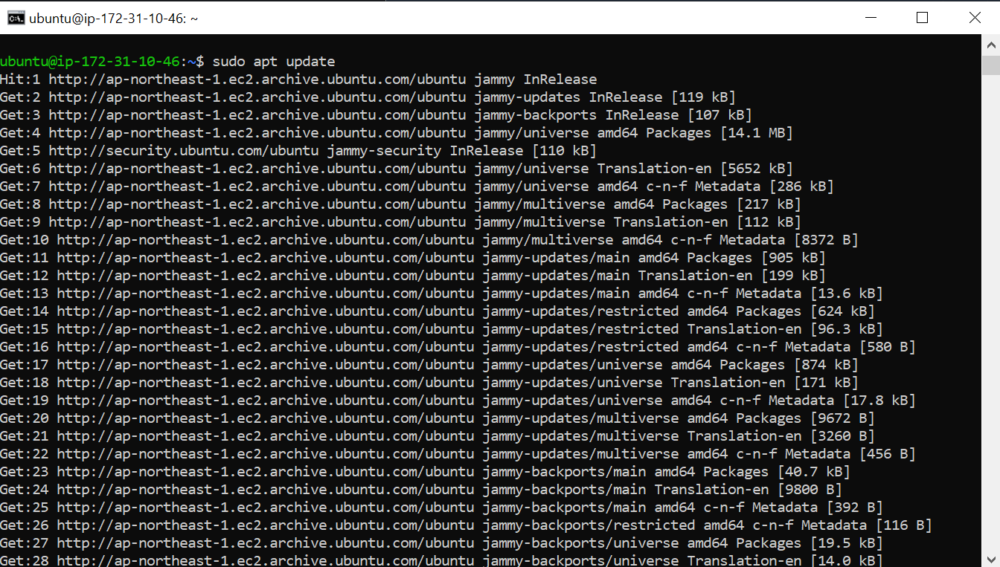 ubuntu@ip-172-31-10-46: ~
ubuntu@ip-172-31-10-46:~$ sudo apt update
Hit:1 http://ap-northeast-1.ec2.archive.ubuntu.com/ubuntu jammy InRelease
Get:2 http://ap-northeast-1.ec2.archive.ubuntu.com/ubuntu jammy-updates InRelease [119 kB]
Get:3 http://ap-northeast-1.ec2.archive.ubuntu.com/ubuntu jammy-backports InRelease [107 kB]
Get:4 http://ap-northeast-1.ec2.archive.ubuntu.com/ubuntu jammy/universe amd64 Packages [14.1 MB]
Get:5 http://security.ubuntu.com/ubuntu jammy-security InRelease [110 kB]
Get:6 http://ap-northeast-1.ec2.archive.ubuntu.com/ubuntu jammy/universe Translation-en [5652 kB]
Get:7 http://ap-northeast-1.ec2.archive.ubuntu.com/ubuntu jammy/universe amd64 c-n-f Metadata [286 kB]
Get:8 http://ap-northeast-1.ec2.archive.ubuntu.com/ubuntu jammy/multiverse amd64 Packages [217 kB]
Get:9 http://ap-northeast-1.ec2.archive.ubuntu.com/ubuntu jammy/multiverse Translation-en [112 kB]
Get:10 http://ap-northeast-1.ec2.archive.ubuntu.com/ubuntu jammy/multiverse amd64 c-n-f Metadata [8372 B]
Get:11 http://ap-northeast-1.ec2.archive.ubuntu.com/ubuntu jammy-updates/main amd64 Packages [905 kB]
Get:12 http://ap-northeast-1.ec2.archive.ubuntu.com/ubuntu jammy-updates/main Translation-en [199 kB]
Get:13 http://ap-northeast-1.ec2.archive.ubuntu.com/ubuntu jammy-updates/main amd64 c-n-f Metadata [13.6 kB]
Get:14 http://ap-northeast-1.ec2.archive.ubuntu.com/ubuntu jammy-updates/restricted amd64 Packages [624 kB]
Get:15 http://ap-northeast-1.ec2.archive.ubuntu.com/ubuntu jammy-updates/restricted Translation-en [96.3 kB]
Get:16 http://ap-northeast-1.ec2.archive.ubuntu.com/ubuntu jammy-updates/restricted amd64 c-n-f Metadata [580 B]
Get:17 http://ap-northeast-1.ec2.archive.ubuntu.com/ubuntu jammy-updates/universe amd64 Packages [874 kB]
Get:18 http://ap-northeast-1.ec2.archive.ubuntu.com/ubuntu jammy-updates/universe Translation-en [171 kB]
Get:19 http://ap-northeast-1.ec2.archive.ubuntu.com/ubuntu jammy-updates/universe amd64 c-n-f Metadata [17.8 kB]
Get:20 http://ap-northeast-1.ec2.archive.ubuntu.com/ubuntu jammy-updates/multiverse amd64 Packages [9672 B]
Get:21 http://ap-northeast-1.ec2.archive.ubuntu.com/ubuntu jammy-updates/multiverse Translation-en [3260 B]
Get:22 http://ap-northeast-1.ec2.archive.ubuntu.com/ubuntu jammy-updates/multiverse amd64 c-n-f Metadata [456 B]
Get:23 http://ap-northeast-1.ec2.archive.ubuntu.com/ubuntu jammy-backports/main amd64 Packages [40.7 kB]
Get:24 http://ap-northeast-1.ec2.archive.ubuntu.com/ubuntu jammy-backports/main Translation-en [9800 B]
Get:25 http://ap-northeast-1.ec2.archive.ubuntu.com/ubuntu jammy-backports/main amd64 c-n-f Metadata [392 B]
Get:26 http://ap-northeast-1.ec2.archive.ubuntu.com/ubuntu jammy-backports/restricted amd64 c-n-f Metadata [116 B]
Get:27 http://ap-northeast-1.ec2.archive.ubuntu.com/ubuntu jammy-backports/universe amd64 Packages [19.5 kB]
Get:28 http://ap-northeast-1.ec2.archive.ubuntu.com/ubuntu jammy-backports/universe Translation-en [14.0 kB]